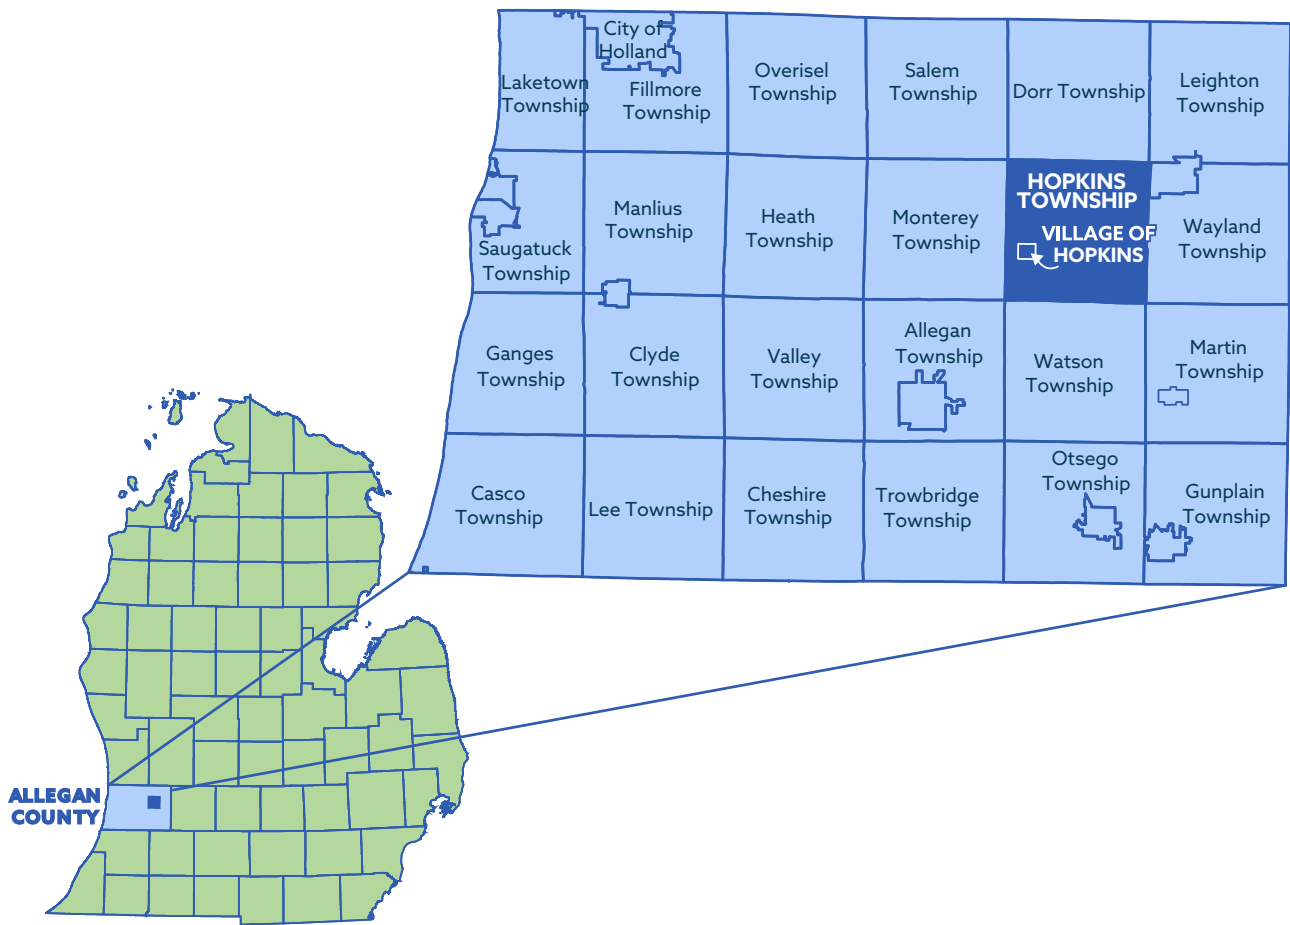 City of
Holland
Laketown
Township
Fillmore
Township
Overisel
Township
Salem
Township
Dorr Township
Leighton
Township
Saugatuck
Township
Manlius
Township
Heath
Township
Monterey
Township
HOPKINS
TOWNSHIP
VILLAGE OF
HOPKINS
Wayland
Township
Ganges
Township
Clyde
Township
Valley
Township
Allegan
Township
Watson
Township
Martin
Township
Casco
Township
Lee Township
Cheshire
Township
Trowbridge
Township
Otsego
Township
Gunplain
Township
ALLEGAN
COUNTY